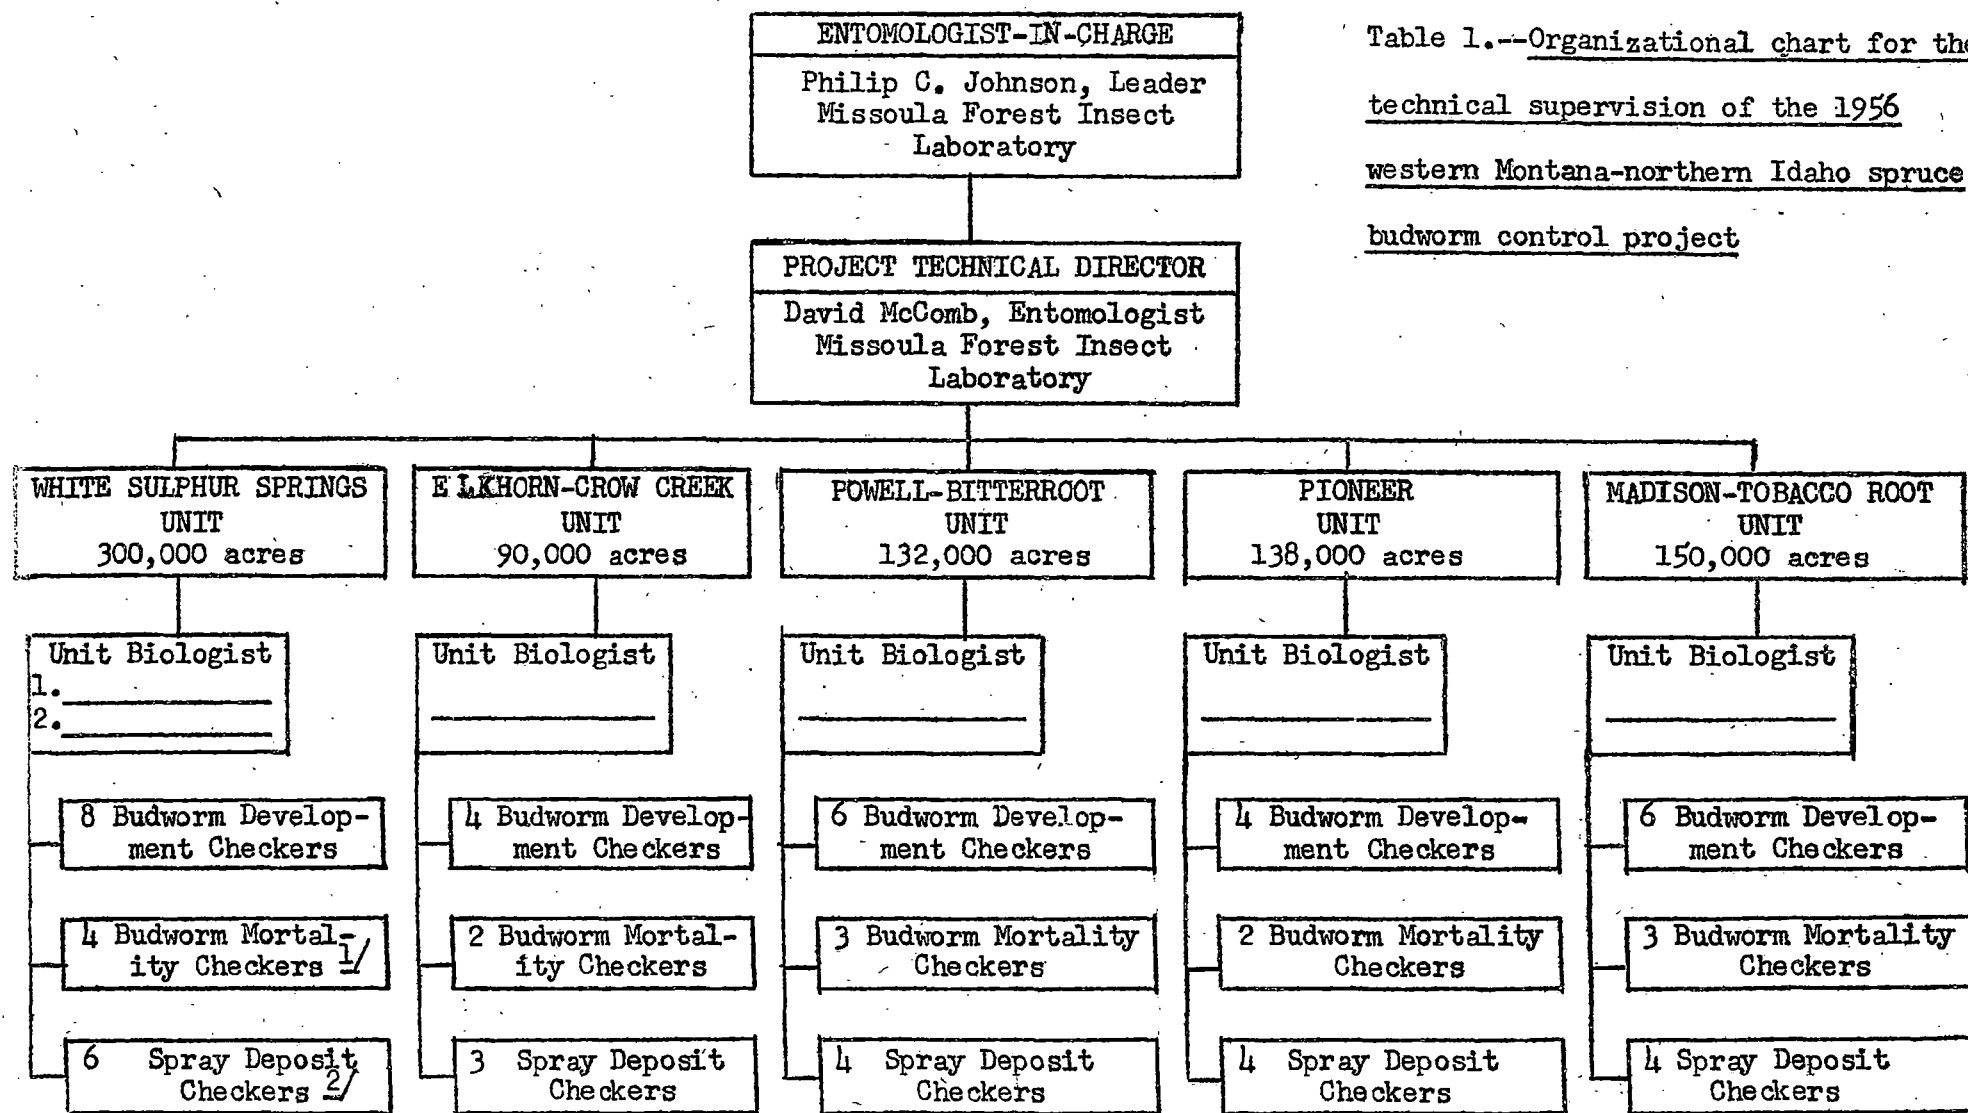 ENTOMOLOGIST-IN-CHARGE
Philip C. Johnson, Leader
Missoula Forest Insect
Laboratory
Table 1.--Organizational chart for the
technical supervision of the 1956
western Montana-northern Idaho spruce
budworm control project
PROJECT TECHNICAL DIRECTOR
David McComb, Entomologist
Missoula Forest Insect
Laboratory
WHITE SULPHUR SPRINGS
UNIT
300,000 acres
ELKHORN-CROW CREEK
UNIT
90,000 acres
POWELL-BITTERROOT
UNIT
132,000 acres
PIONEER
UNIT
138,000 acres
MADISON-TOBACCO ROOT
UNIT
150,000 acres
Unit Biologist
1.
2.
Unit Biologist
Unit Biologist
Unit Biologist
Unit Biologist
8 Budworm Develop-
ment Checkers
4 Budworm Develop-
ment Checkers
6 Budworm Develop-
ment Checkers
4 Budworm Develop-
ment Checkers
6 Budworm Develop-
ment Checkers
4 Budworm Mortal-
ity Checkers 1/
2 Budworm Mortal-
ity Checkers
3 Budworm Mortality
Checkers
2 Budworm Mortality
Checkers
3 Budworm Mortality
Checkers
6 Spray Deposit
Checkers 2/
3 Spray Deposit
Checkers
4 Spray Deposit
Checkers
4 Spray Deposit
Checkers
4 Spray Deposit
Checkers